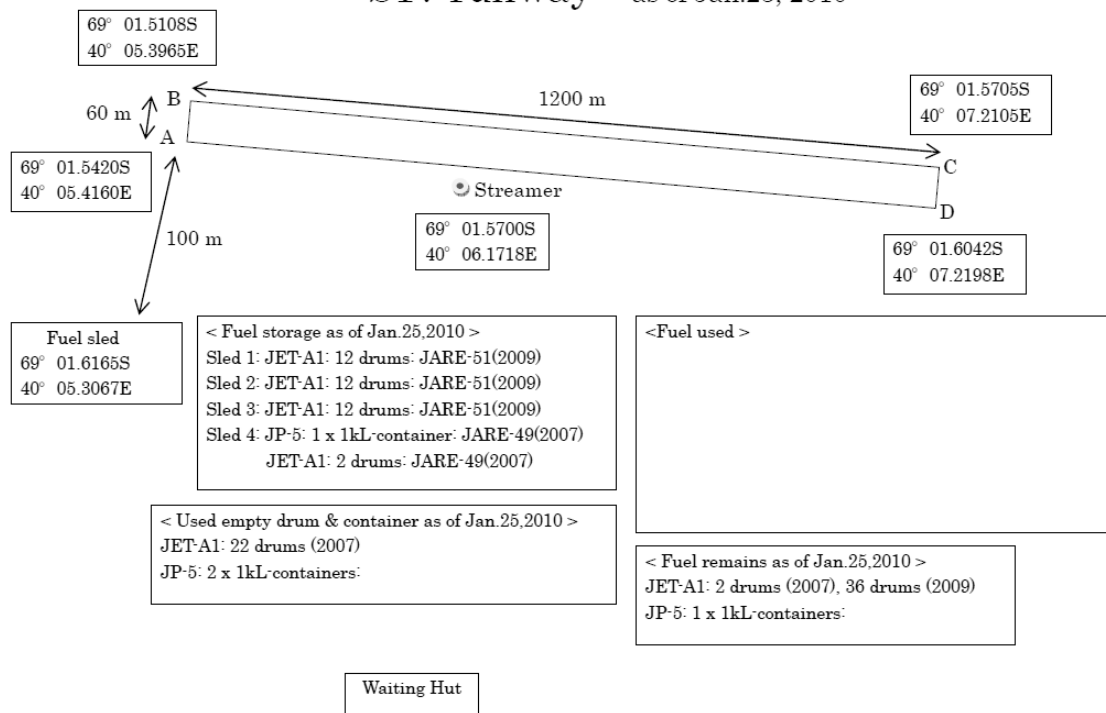 69° 01.5108S
40° 05.3965E
B
60 m
A
1200 m
69° 01.5705S
40° 07.2105E
C
D
69° 01.5420S
40° 05.4160E
Streamer
69° 01.5700S
40° 06.1718E
69° 01.6042S
40° 07.2198E
100 m
Fuel sled
69° 01.6165S
40° 05.3067E
< Fuel storage as of Jan.25,2010 >
Sled 1: JET-A1: 12 drums: JARE-51(2009)
Sled 2: JET-A1: 12 drums: JARE-51(2009)
Sled 3: JET-A1: 12 drums: JARE-51(2009)
Sled 4: JP-5: 1 x 1kL-container: JARE-49(2007)
JET-A1: 2 drums: JARE-49(2007)
<Fuel used >
< Used empty drum & container as of Jan.25,2010 >
JET-A1: 22 drums (2007)
JP-5: 2 x 1kL-containers:
< Fuel remains as of Jan.25,2010 >
JET-A1: 2 drums (2007), 36 drums (2009)
JP-5: 1 x 1kL-containers:
Waiting Hut